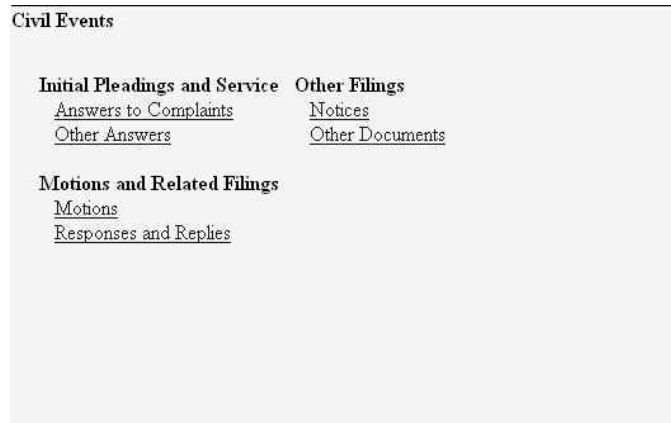 Civil Events
Initial Pleadings and Service
Answers to Complaints
Other Answers
Other Filings
Notices
Other Documents
Motions and Related Filings
Motions
Responses and Replies